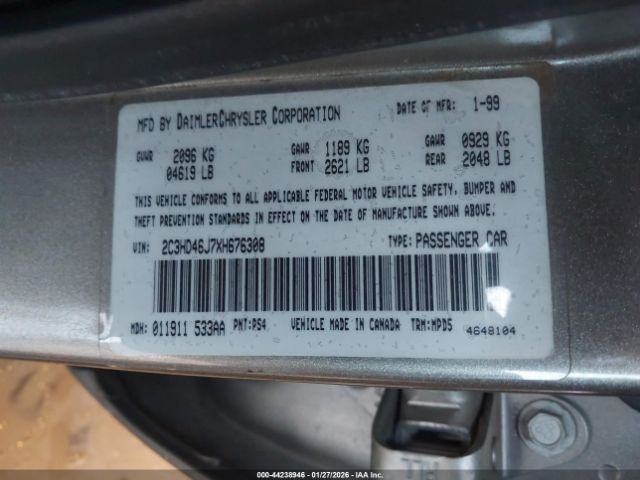 MFD BY DAIMLERCHRYSLER CORPORATION DATE OF MFR: 1-99
GVWR 2096 KG GAWR 1189 KG GAWR 0929 KG
04619 LB FRONT 2621 LB REAR 2048 LB
THIS VEHICLE CONFORMS TO ALL APPLICABLE FEDERAL MOTOR VEHICLE SAFETY, BUMPER AND
THEFT PREVENTION STANDARDS IN EFFECT ON THE DATE OF MANUFACTURE SHOWN ABOVE.
VIN: 2C3HD46J7XH676308 TYPE: PASSENGER CAR
MDH: 011911 533AA PNT: PS4 VEHICLE MADE IN CANADA TRM: MPD5
4648104
000-44238946 - 01/27/2026 - Copyright IAA, Inc.